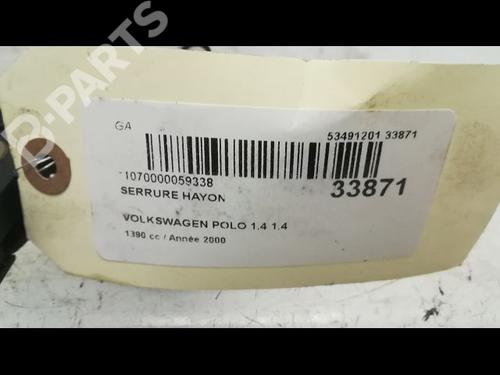 B-PARTS
GA
53491201 33871
1070000059338
33871
SERRURE HAYON
VOLKSWAGEN POLO 1.4 1.4
1390 cc / Année 2000